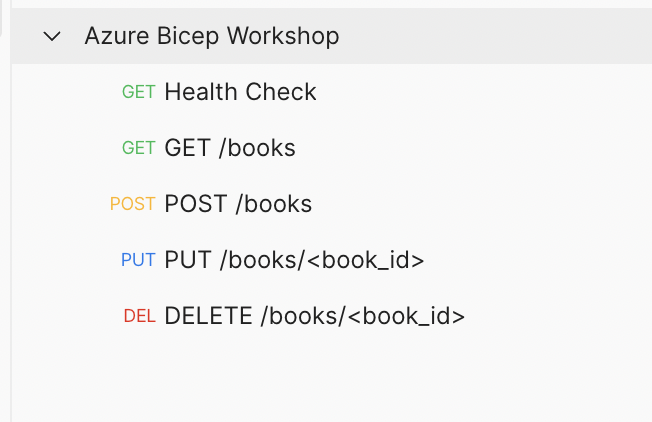 Azure Bicep Workshop
GET Health Check
GET GET /books
POST POST /books
PUT PUT /books/<book_id>
DEL DELETE /books/<book_id>